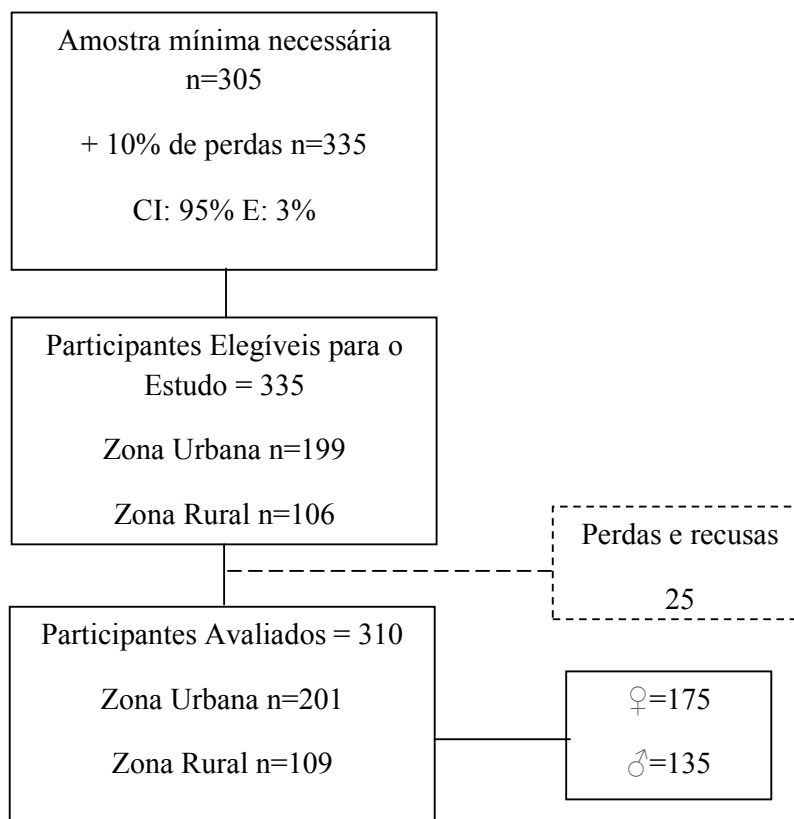 Amostra mínima necessária
n=305
+ 10% de perdas n=335
CI: 95% E: 3%
Participantes Elegíveis para o
Estudo = 335
Zona Urbana n=199
Zona Rural n=106
Perdas e recusas
25
Participantes Avaliados = 310
Zona Urbana n=201
Zona Rural n=109
♀=175
♂=135